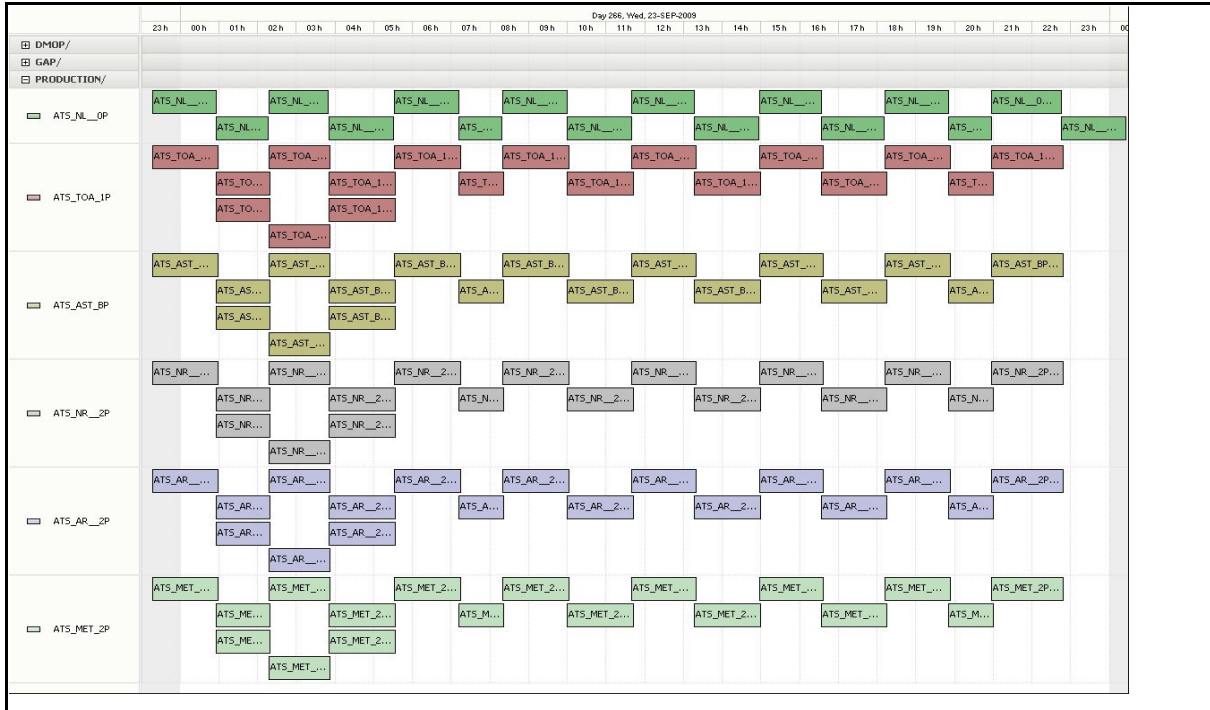 Day 266, Wed, 23-SEP-2009
23 h 00 h 01 h 02 h 03 h 04 h 05 h 06 h 07 h 08 h 09 h 10 h 11 h 12 h 13 h 14 h 15 h 16 h 17 h 18 h 19 h 20 h 21 h 22 h 23 h
DMOP/
GAP/
PRODUCTION/
ATS_NL__... ATS_NL_... ATS_NL__... ATS_NL__... ATS_NL__... ATS_NL__... ATS_NL__... ATS_NL__0...
ATS_NL__0P
ATS_NL... ATS_NL__... ATS_... ATS_NL__... ATS_NL__... ATS_NL__... ATS_... ATS_NL__...
ATS_TOA_... ATS_TOA_... ATS_TOA_1... ATS_TOA_1... ATS_TOA_... ATS_TOA_... ATS_TOA_... ATS_TOA_1...
ATS_TO... ATS_TOA_1... ATS_T... ATS_TOA_1... ATS_TOA_1... ATS_TOA_... ATS_T...
ATS_TOA_1P
ATS_TO... ATS_TOA_1...
ATS_TOA_...
ATS_AST_... ATS_AST_... ATS_AST_B... ATS_AST_B... ATS_AST_... ATS_AST_... ATS_AST_... ATS_AST_BP...
ATS_AS... ATS_AST_B... ATS_A... ATS_AST_B... ATS_AST_B... ATS_AST_... ATS_A...
ATS_AST_BP
ATS_AS... ATS_AST_B...
ATS_AST_...
ATS_NR__... ATS_NR__... ATS_NR__2... ATS_NR__2... ATS_NR__... ATS_NR__... ATS_NR__... ATS_NR__2P...
ATS_NR... ATS_NR__2... ATS_N... ATS_NR__2... ATS_NR__2... ATS_NR__... ATS_N...
ATS_NR__2P
ATS_NR... ATS_NR__2...
ATS_NR__...
ATS_AR__... ATS_AR__... ATS_AR__2... ATS_AR__2... ATS_AR__... ATS_AR__... ATS_AR__... ATS_AR__2P...
ATS_AR... ATS_AR__2... ATS_A... ATS_AR__2... ATS_AR__2... ATS_AR__... ATS_A...
ATS_AR__2P
ATS_AR... ATS_AR__2...
ATS_AR__...
ATS_MET_... ATS_MET_... ATS_MET_2... ATS_MET_2... ATS_MET_... ATS_MET_... ATS_MET_... ATS_MET_2P...
ATS_ME... ATS_MET_2... ATS_M... ATS_MET_2... ATS_MET_2... ATS_MET_... ATS_M...
ATS_MET_2P
ATS_ME... ATS_MET_2...
ATS_MET_...